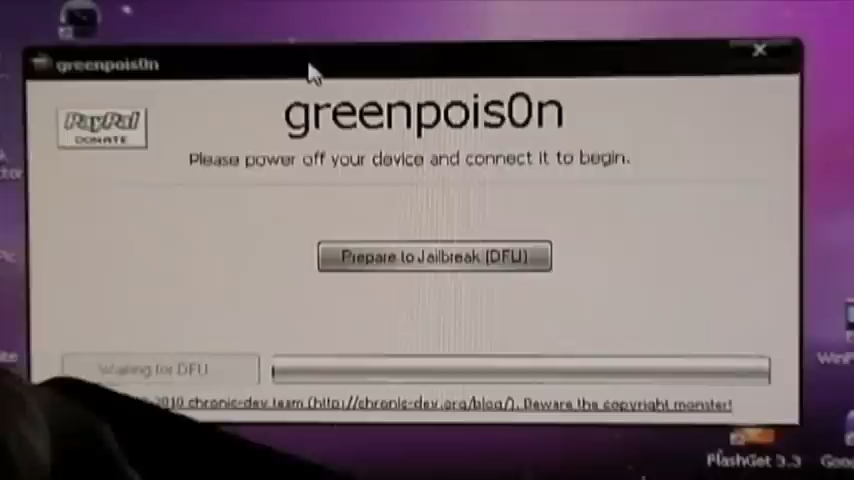 greenpois0n
PayPal
DONATE
greenpois0n
Please power off your device and connect it to begin.
Prepare to Jailbreak (DFU)
Waiting for DFU
2010 chronic-dev team (http://chronic-dev.org/blog/). Beware the copyright monster!
FlashGet 3.3